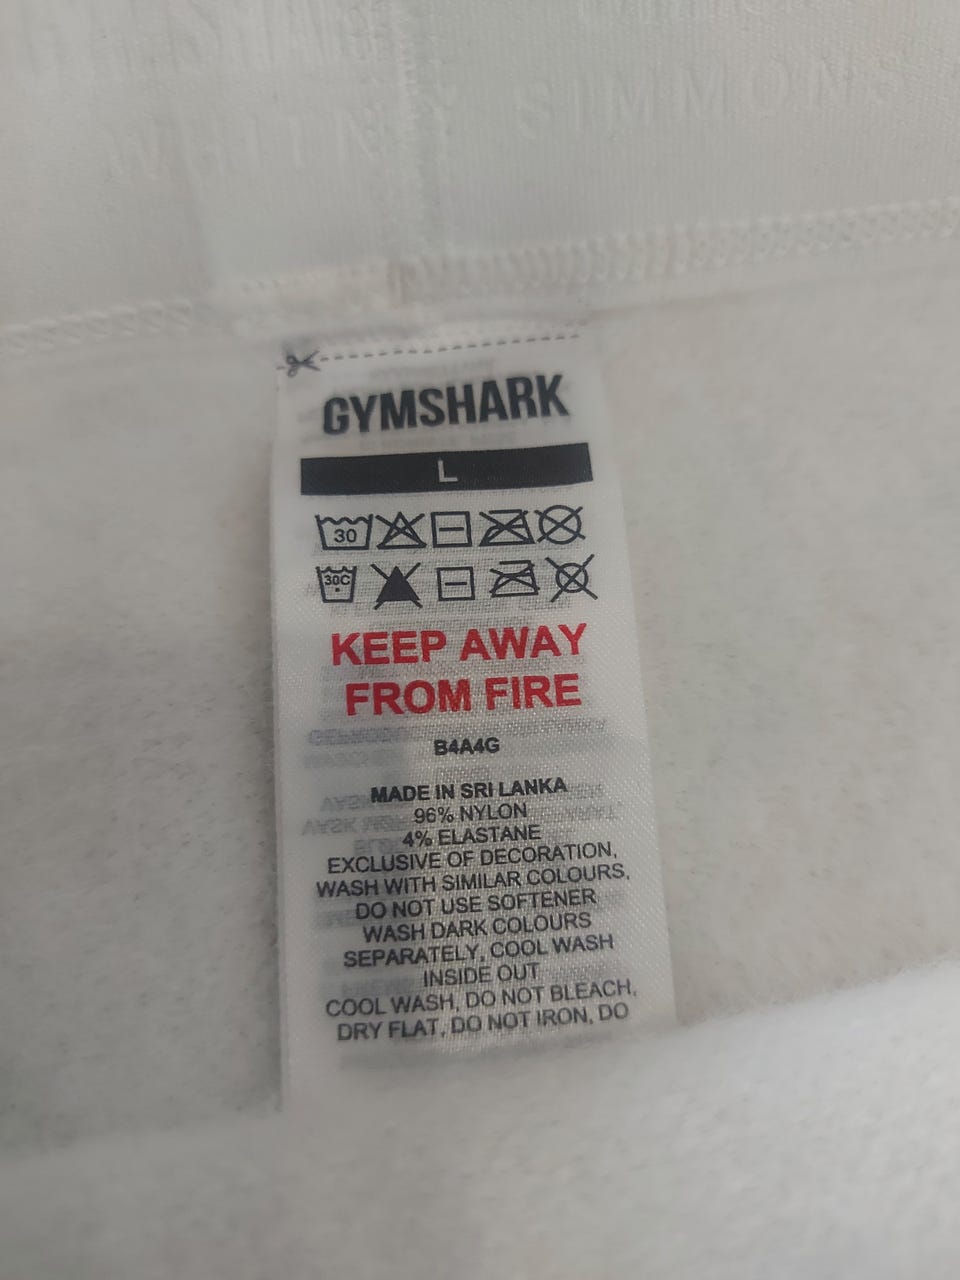 WHITNEY SIMMONS
GYMSHARK
L
30
30C
KEEP AWAY
FROM FIRE
B4A4G
MADE IN SRI LANKA
96% NYLON
4% ELASTANE
EXCLUSIVE OF DECORATION,
WASH WITH SIMILAR COLOURS,
DO NOT USE SOFTENER
WASH DARK COLOURS
SEPARATELY, COOL WASH
INSIDE OUT
COOL WASH, DO NOT BLEACH,
DRY FLAT, DO NOT IRON, DO